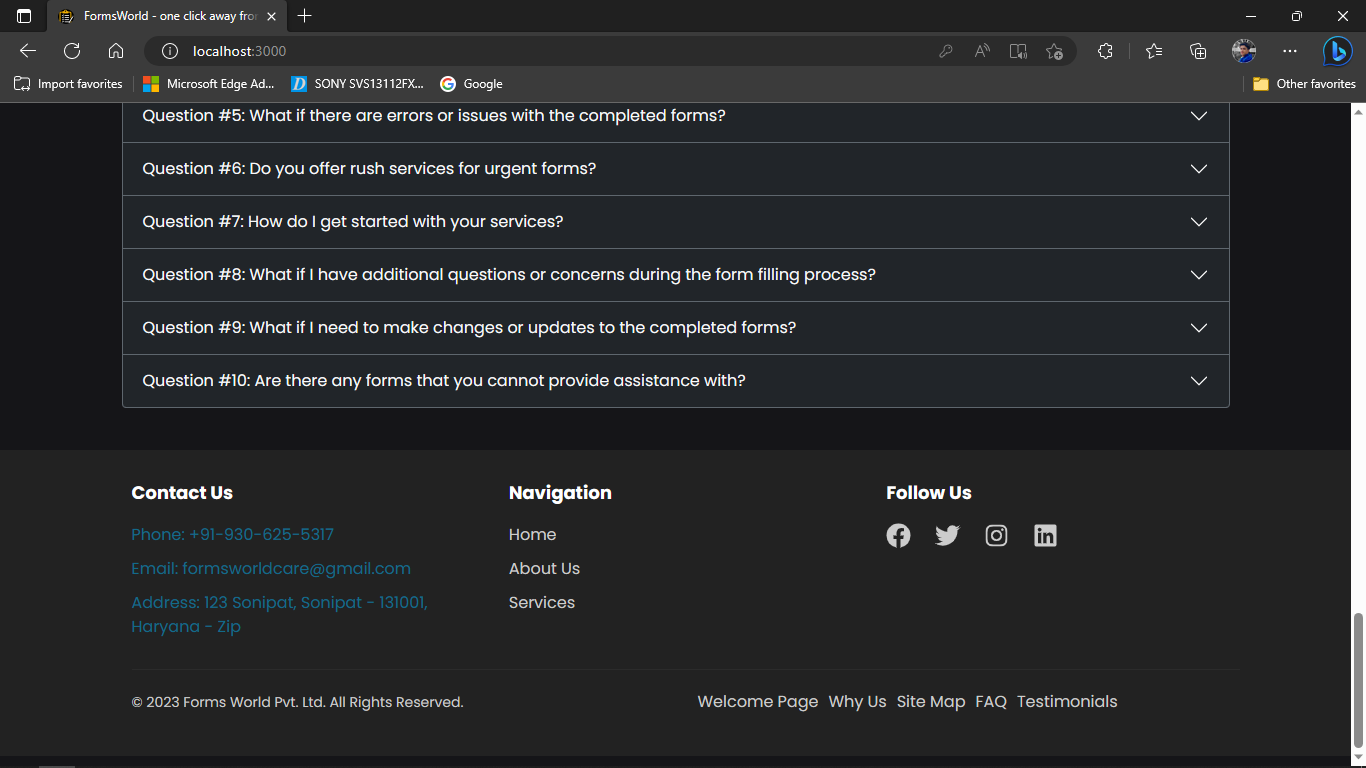 FormsWorld - one click away fro
localhost:3000
Import favorites
Microsoft Edge Ad...
SONY SVS13112FX...
Google
Other favorites
Question #5: What if there are errors or issues with the completed forms?
Question #6: Do you offer rush services for urgent forms?
Question #7: How do I get started with your services?
Question #8: What if I have additional questions or concerns during the form filling process?
Question #9: What if I need to make changes or updates to the completed forms?
Question #10: Are there any forms that you cannot provide assistance with?
Contact Us
Phone: +91-930-625-5317
Email: formsworldcare@gmail.com
Address: 123 Sonipat, Sonipat - 131001,
Haryana - Zip
Navigation
Home
About Us
Services
Follow Us
© 2023 Forms World Pvt. Ltd. All Rights Reserved.
Welcome Page Why Us Site Map FAQ Testimonials